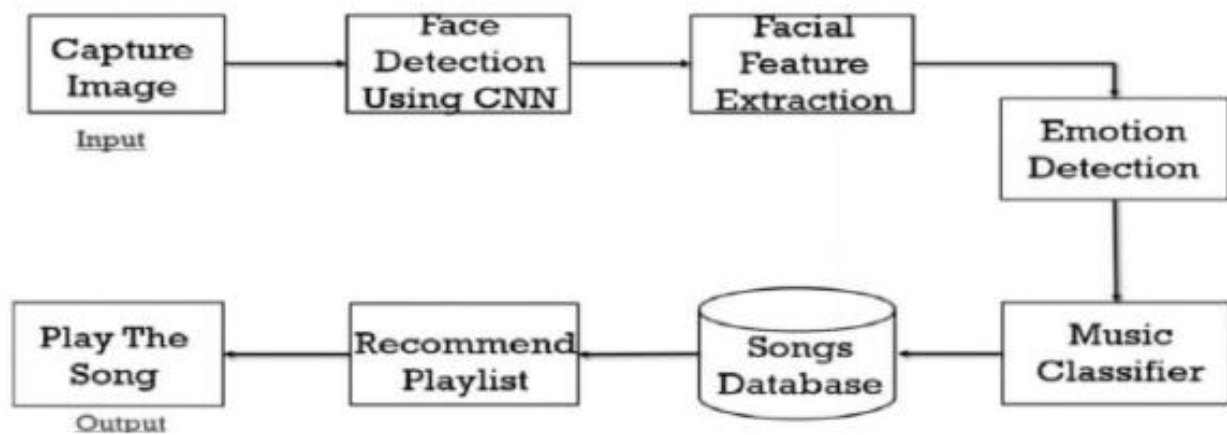 Capture
Image
Input
Face
Detection
Using CNN
Facial
Feature
Extraction
Emotion
Detection
Music
Classifier
Songs
Database
Recommend
Playlist
Play The
Song
Output